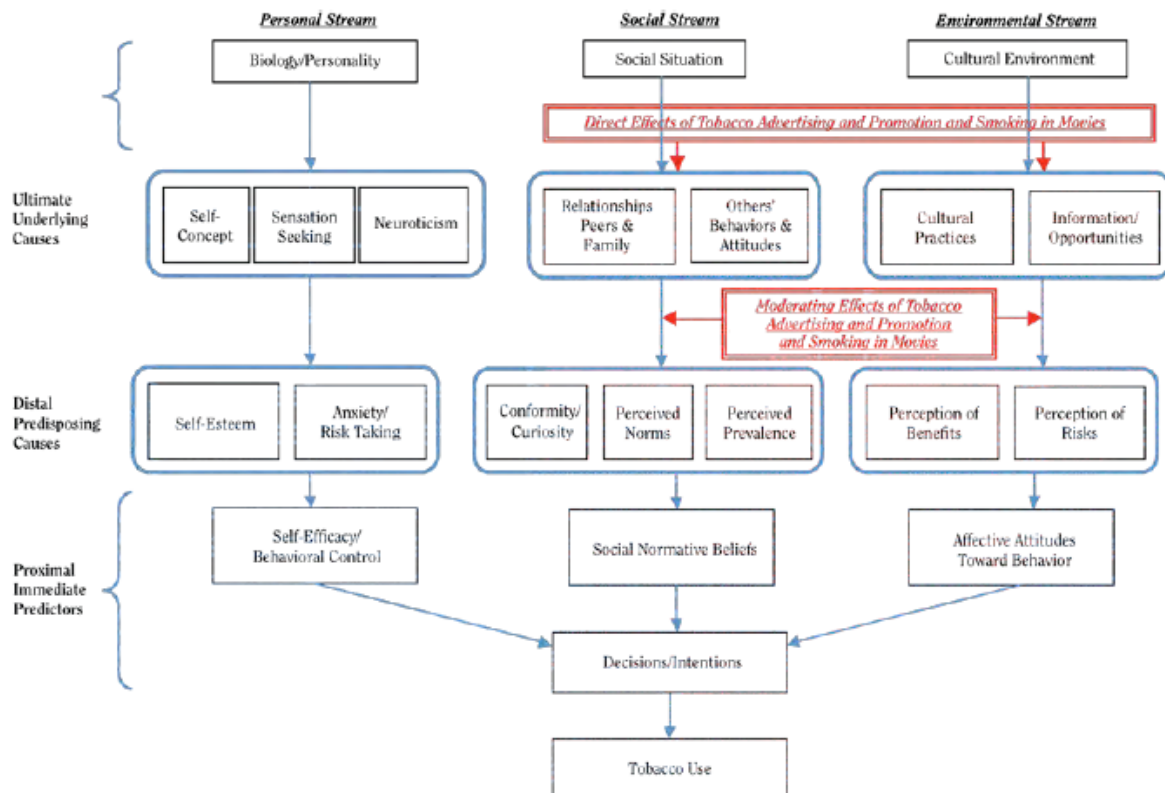 Personal Stream
Social Stream
Environmental Stream
Biology/Personality
Social Situation
Cultural Environment
Direct Effects of Tobacco Advertising and Promotion and Smoking in Movies
Ultimate
Underlying
Causes
Self-
Concept
Sensation
Seeking
Neuroticism
Relationships
Peers &
Family
Others'
Behaviors &
Attitudes
Cultural
Practices
Information/
Opportunities
Moderating Effects of Tobacco
Advertising and Promotion
and Smoking in Movies
Distal
Predisposing
Causes
Self-Esteem
Anxiety/
Risk Taking
Conformity/
Curiosity
Perceived
Norms
Perceived
Prevalence
Perception of
Benefits
Perception of
Risks
Proximal
Immediate
Predictors
Self-Efficacy/
Behavioral Control
Social Normative Beliefs
Affective Attitudes
Toward Behavior
Decisions/Intentions
Tobacco Use